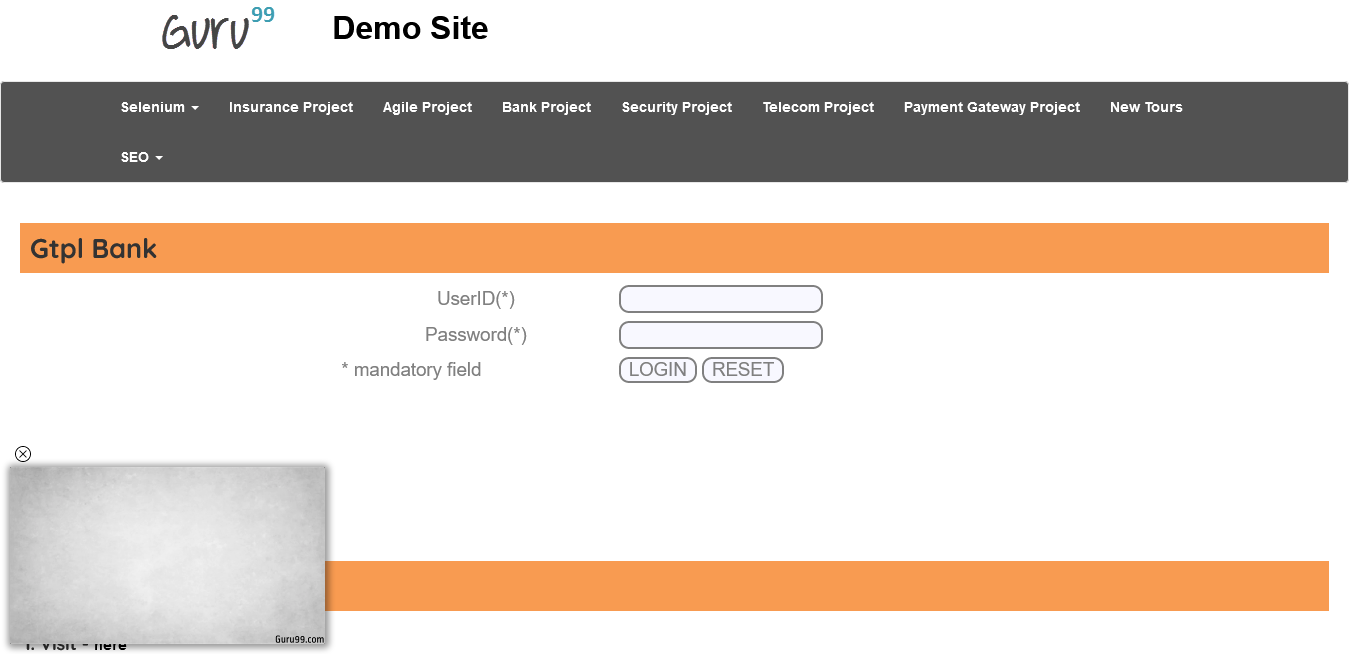 Guru99
Demo Site
Selenium Insurance Project Agile Project Bank Project Security Project Telecom Project Payment Gateway Project New Tours
SEO
Gtpl Bank
UserID(*)
Password(*)
* mandatory field LOGIN RESET
Guru99.com
1. Visit - here